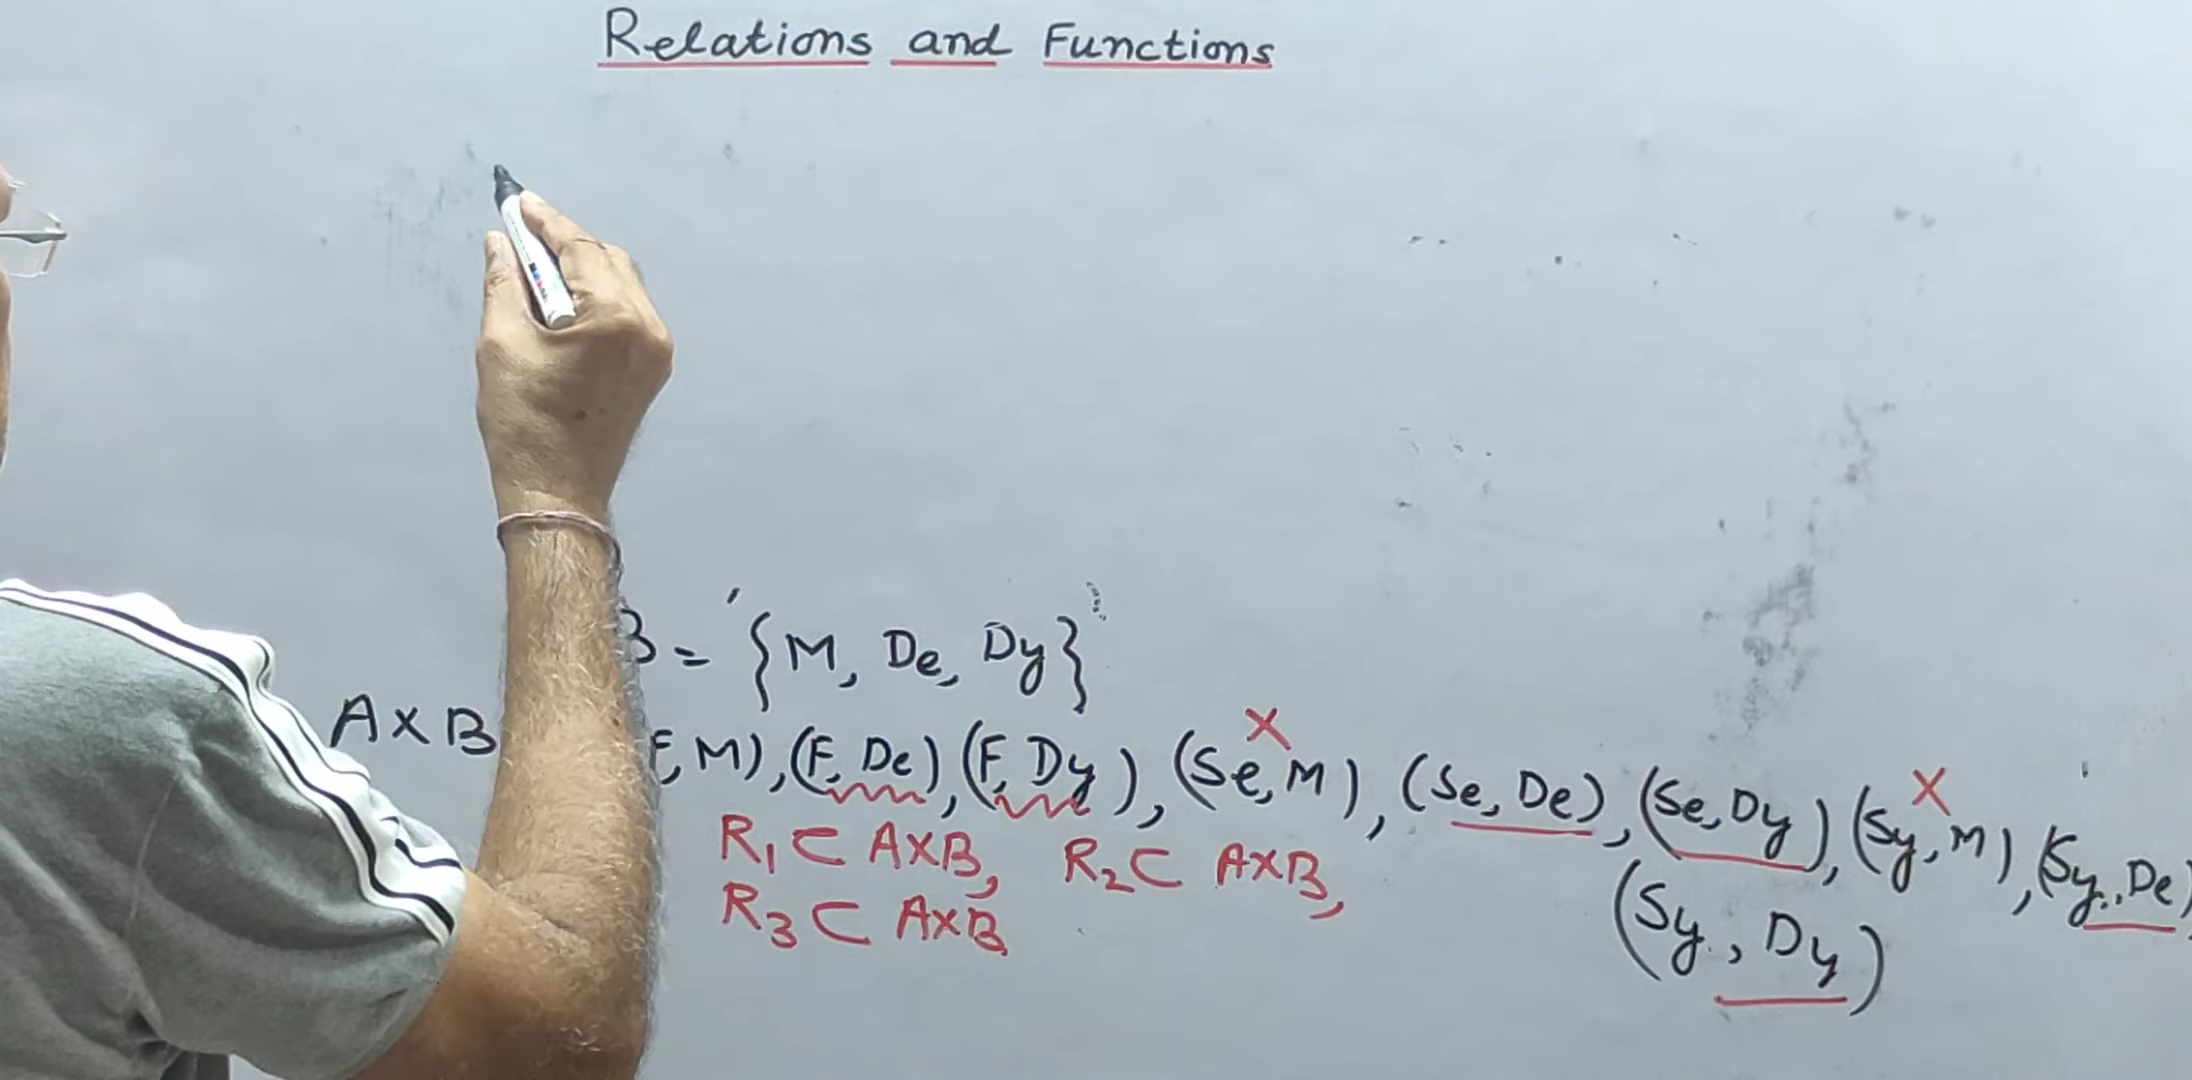 Relations and Functions
B = {M, De, Dy}
A×B
,M), (F, De), (F, Dy), (Se, M), (Se, De), (Se, Dy), (Sy, M), (Sy, De)
(Sy, Dy)
R₁ ⊂ A×B, R₂ ⊂ A×B,
R₃ ⊂ A×B